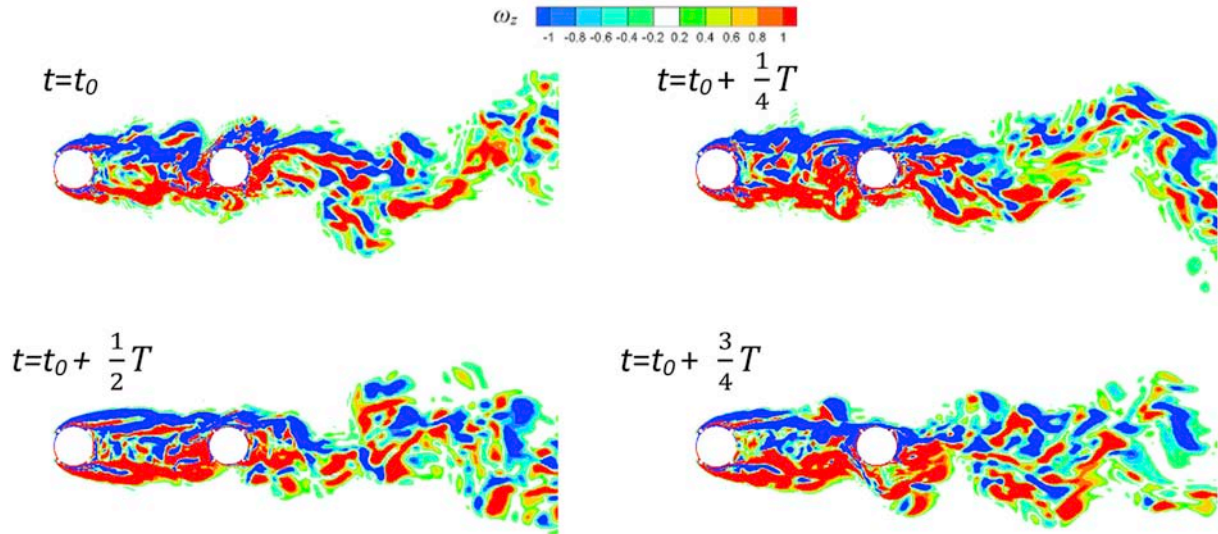 ω_z
-1 -0.8 -0.6 -0.4 -0.2 0.2 0.4 0.6 0.8 1
t=t₀
t=t₀ + 1/4 T
t=t₀ + 1/2 T
t=t₀ + 3/4 T